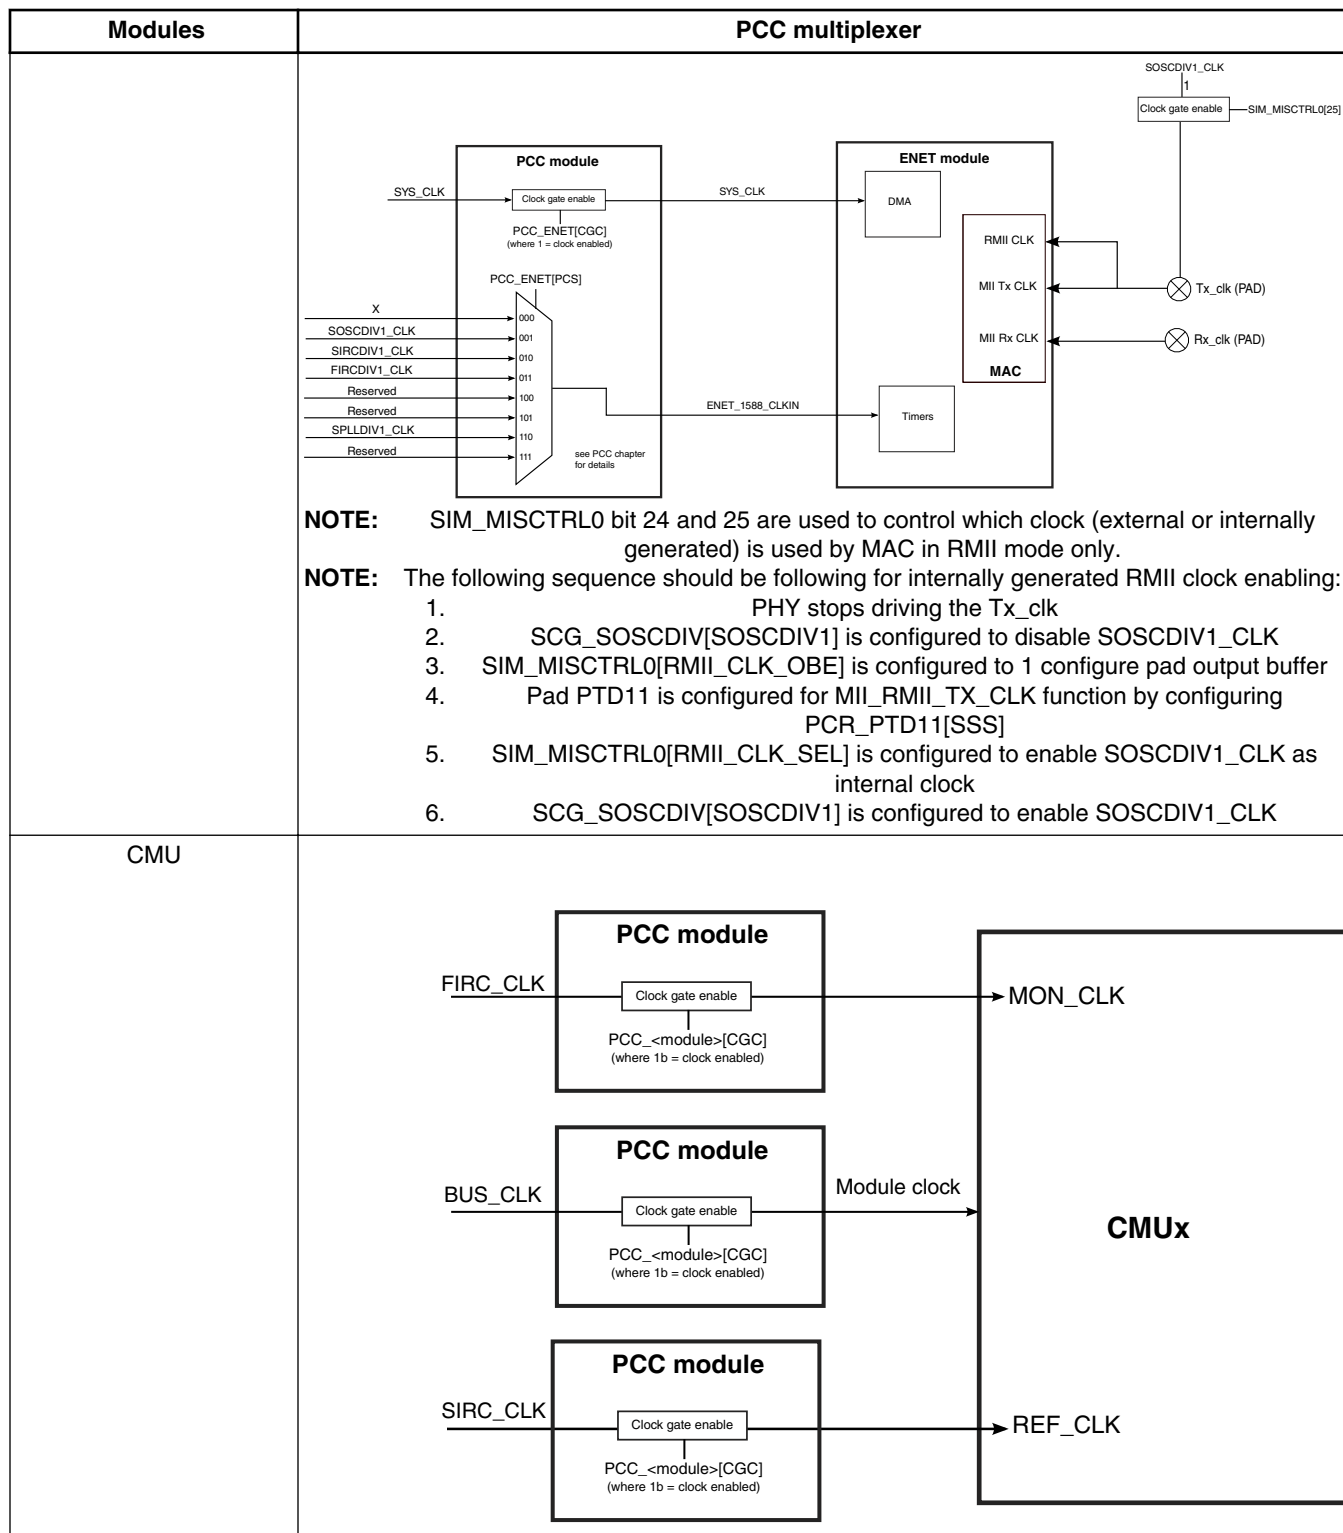 Modules
PCC multiplexer
SOSCDIV1_CLK
1
Clock gate enable
SIM_MISCTRL0[25]
PCC module
ENET module
SYS_CLK
Clock gate enable
SYS_CLK
DMA
PCC_ENET[CGC]
(where 1 = clock enabled)
RMII CLK
PCC_ENET[PCS]
MII Tx CLK
Tx_clk (PAD)
X
000
SOSCDIV1_CLK
001
MII Rx CLK
Rx_clk (PAD)
SIRCDIV1_CLK
010
FIRCDIV1_CLK
011
MAC
Reserved
100
Reserved
101
ENET_1588_CLKIN
Timers
SPLLDIV1_CLK
110
Reserved
111
see PCC chapter
for details
NOTE: SIM_MISCTRL0 bit 24 and 25 are used to control which clock (external or internally
generated) is used by MAC in RMII mode only.
NOTE: The following sequence should be following for internally generated RMII clock enabling:
1. PHY stops driving the Tx_clk
2. SCG_SOSCDIV[SOSCDIV1] is configured to disable SOSCDIV1_CLK
3. SIM_MISCTRL0[RMII_CLK_OBE] is configured to 1 configure pad output buffer
4. Pad PTD11 is configured for MII_RMII_TX_CLK function by configuring
PCR_PTD11[SSS]
5. SIM_MISCTRL0[RMII_CLK_SEL] is configured to enable SOSCDIV1_CLK as
internal clock
6. SCG_SOSCDIV[SOSCDIV1] is configured to enable SOSCDIV1_CLK
CMU
PCC module
FIRC_CLK
Clock gate enable
MON_CLK
PCC_<module>[CGC]
(where 1b = clock enabled)
PCC module
BUS_CLK
Clock gate enable
Module clock
CMUx
PCC_<module>[CGC]
(where 1b = clock enabled)
PCC module
SIRC_CLK
Clock gate enable
REF_CLK
PCC_<module>[CGC]
(where 1b = clock enabled)